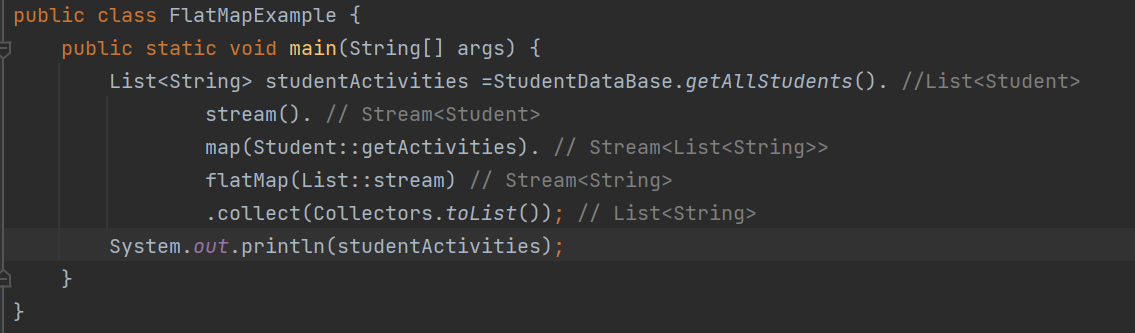 public class FlatMapExample {
    public static void main(String[] args) {
        List<String> studentActivities =StudentDataBase.getAllStudents(). //List<Student>
                stream(). // Stream<Student>
                map(Student::getActivities). // Stream<List<String>>
                flatMap(List::stream) // Stream<String>
                .collect(Collectors.toList()); // List<String>
        System.out.println(studentActivities);
    }
}